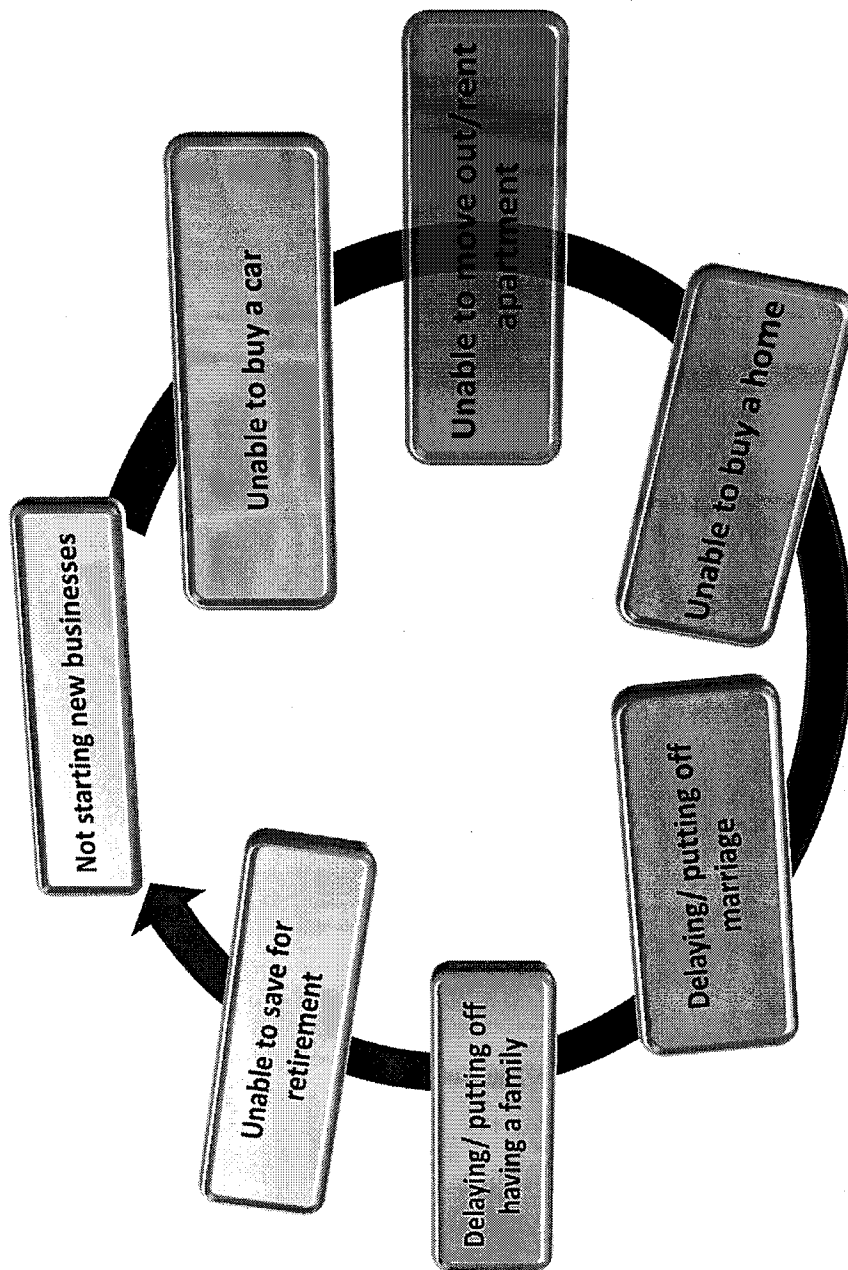 Not starting new businesses
Unable to buy a car
Unable to move out/rent
apartment
Unable to buy a home
Delaying/ putting off
marriage
Delaying/ putting off
having a family
Unable to save for
retirement